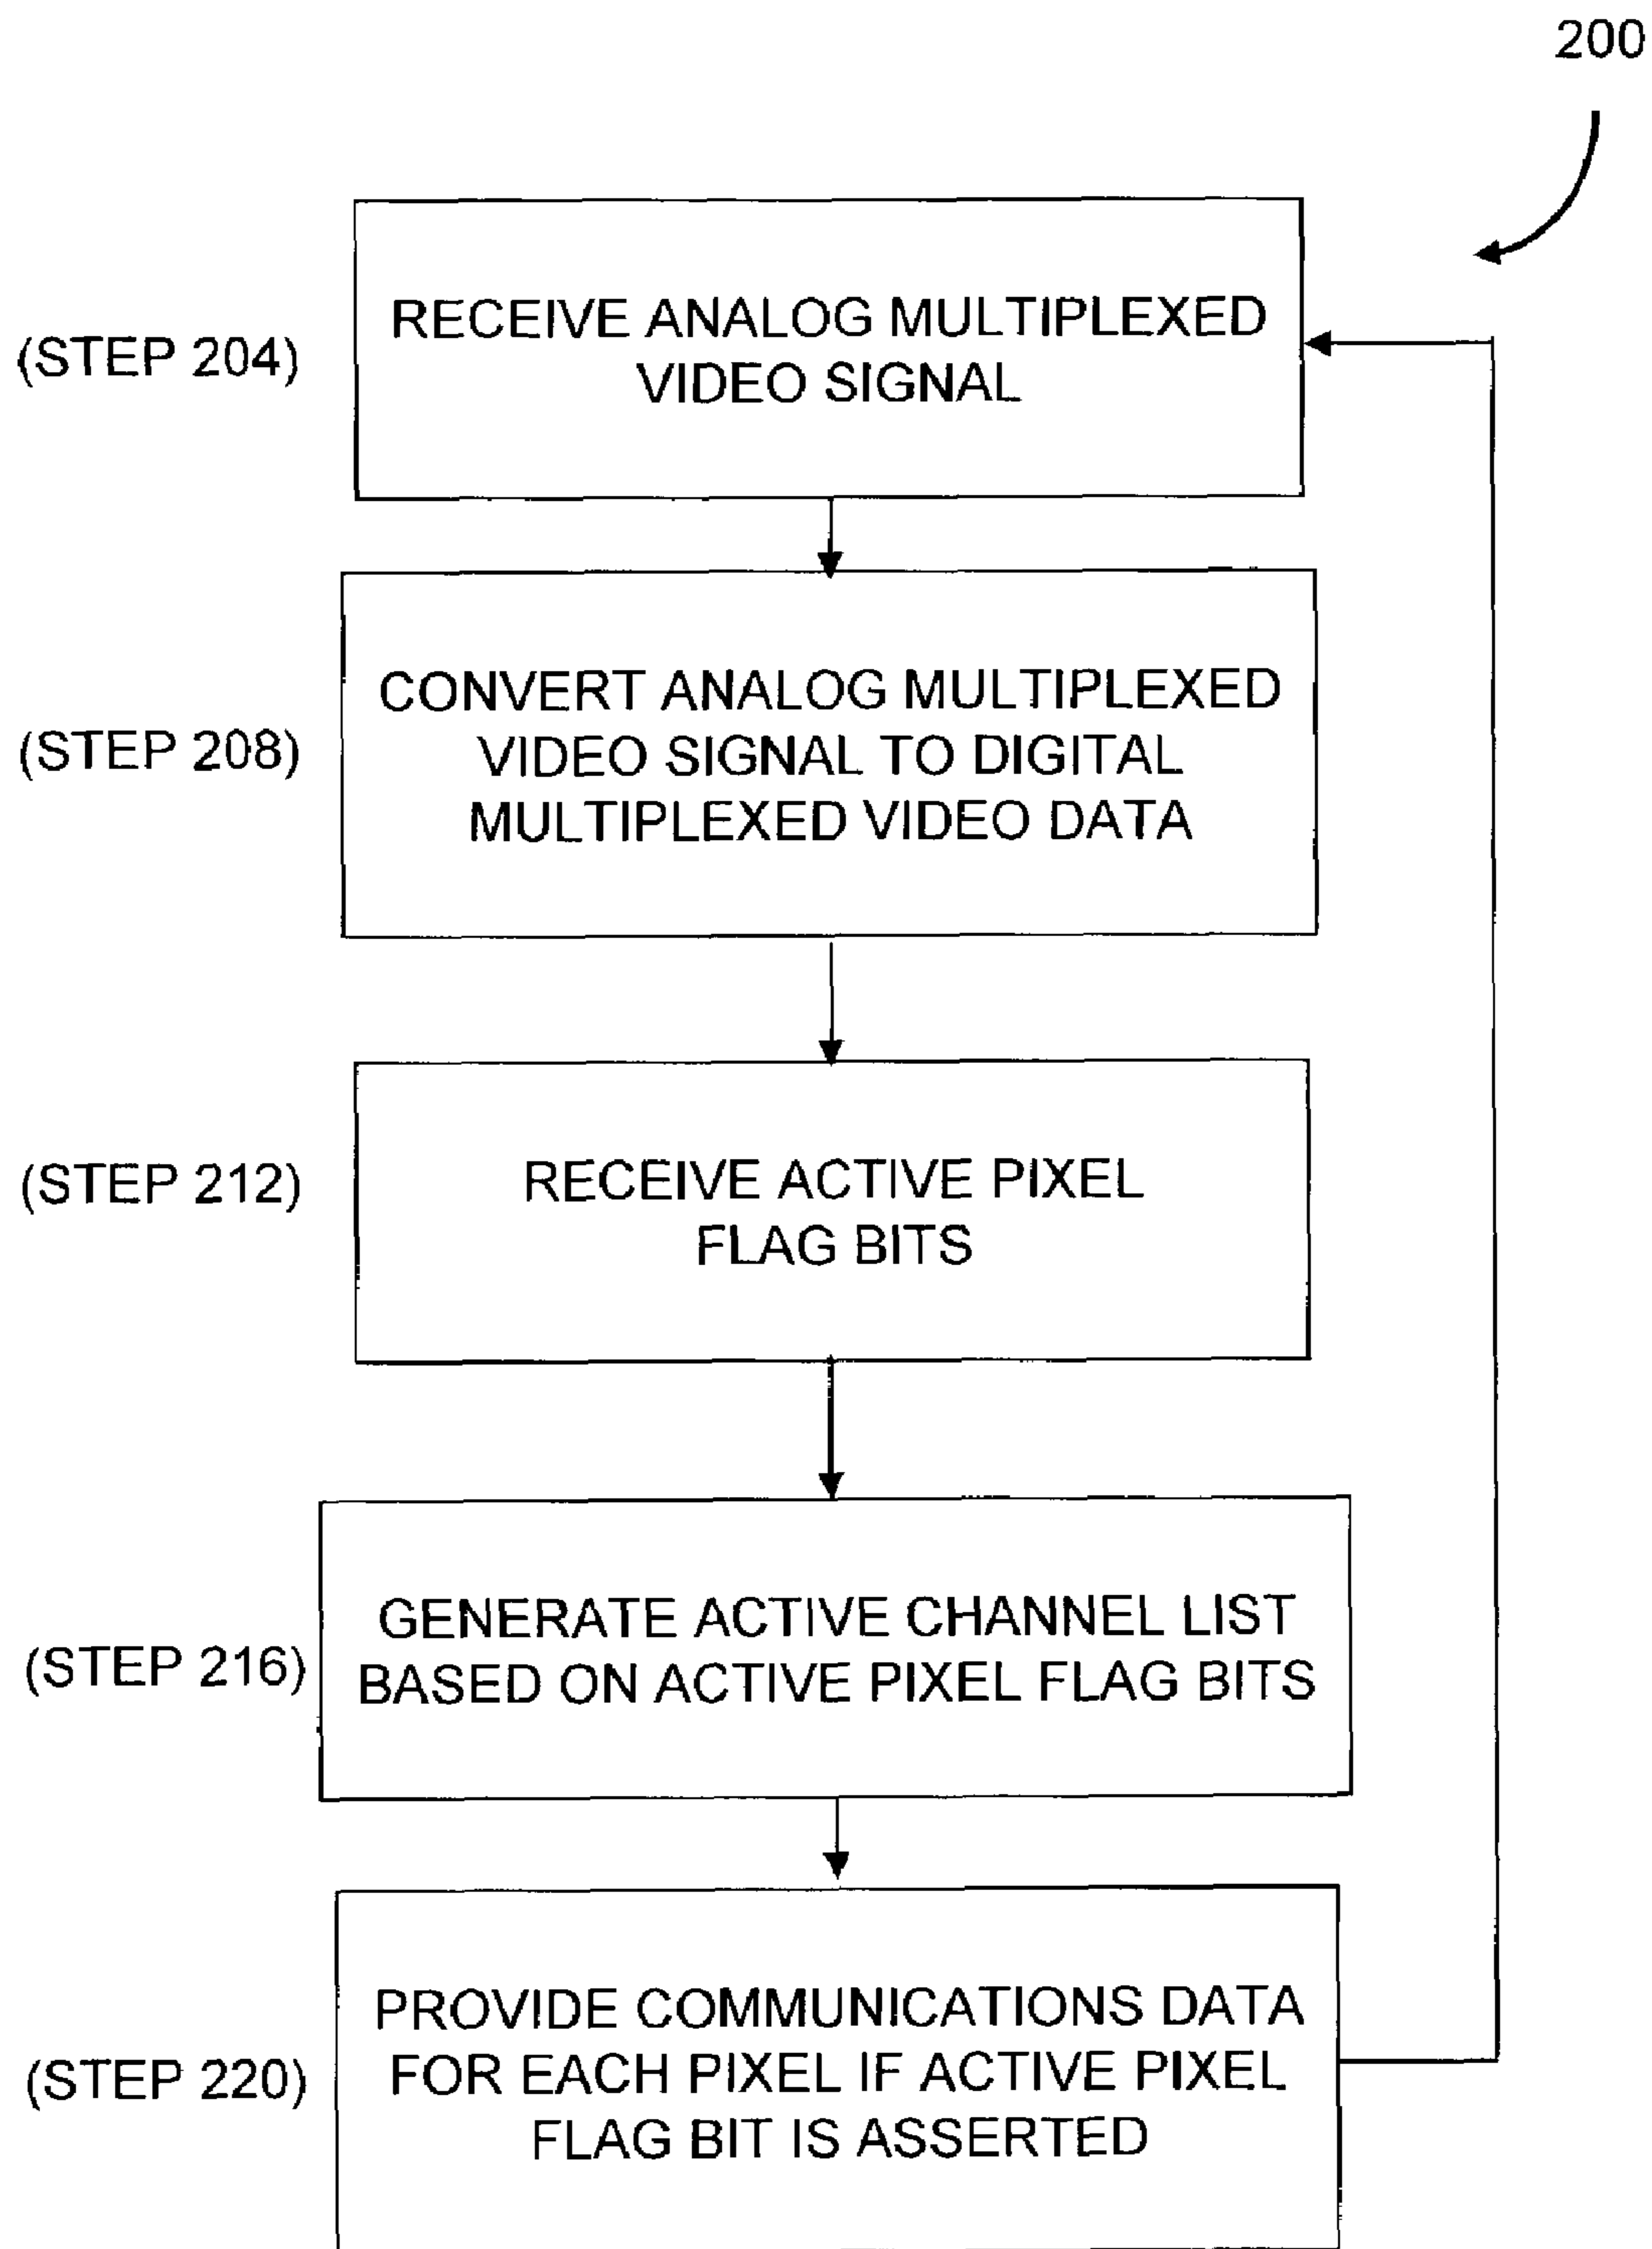 200
(STEP 204)
RECEIVE ANALOG MULTIPLEXED
VIDEO SIGNAL
(STEP 208)
CONVERT ANALOG MULTIPLEXED
VIDEO SIGNAL TO DIGITAL
MULTIPLEXED VIDEO DATA
(STEP 212)
RECEIVE ACTIVE PIXEL
FLAG BITS
(STEP 216)
GENERATE ACTIVE CHANNEL LIST
BASED ON ACTIVE PIXEL FLAG BITS
(STEP 220)
PROVIDE COMMUNICATIONS DATA
FOR EACH PIXEL IF ACTIVE PIXEL
FLAG BIT IS ASSERTED